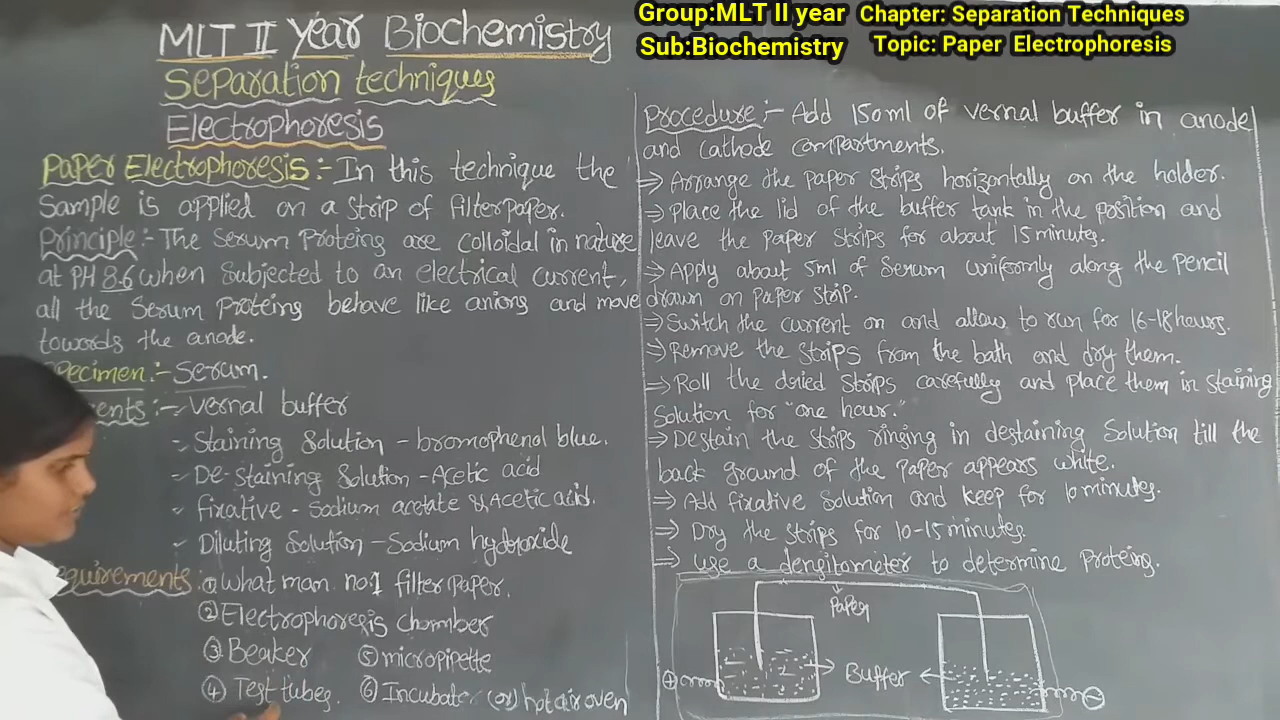 Group:MLT II year Chapter: Separation Techniques
Sub:Biochemistry Topic: Paper Electrophoresis
MLT II year Biochemistry
Separation techniques
Electrophoresis
Paper Electrophoresis:- In this technique the
Sample is applied on a strip of filterpaper.
Principle:- The Serum Proteins are colloidal in nature
at PH 8.6 when subjected to an electrical current,
all the Serum proteins behave like anions and move
towards the anode.
pecimen:- Serum.
ents:- Vernal buffer
- Staining Solution - bromophenol blue.
- De-Staining Solution - Acetic acid
- fixative - Sodium acetate & Acetic acid.
- Diluting Solution - Sodium hydroxide
equirements: ① What man. no1 filter paper.
② Electrophoresis chamber
③ Beaker ⑤ micropipette
④ Test tubes. ⑥ Incubater (or) hot air oven
Procedure:- Add 150ml of vernal buffer in anode
and cathode compartments.
⇒ Arrange the paper strips horizontally on the holder.
⇒ Place the lid of the buffer tank in the position and
leave the paper strips for about 15 minutes.
⇒ Apply about 5ml of Serum uniformly along the pencil
drawn on paper strip.
⇒ Switch the current on and allow to run for 16-18 hours.
⇒ Remove the strips from the bath and dry them.
⇒ Roll the dried strips carefully and place them in staining
Solution for "one hour."
⇒ Destain the strips ringing in destaining Solution till the
back ground of the paper appears white.
⇒ Add fixative solution and keep for 10 minutes.
⇒ Dry the strips for 10-15 minutes.
⇒ Use a densitometer to determine proteins.
Paper
Buffer
+ −